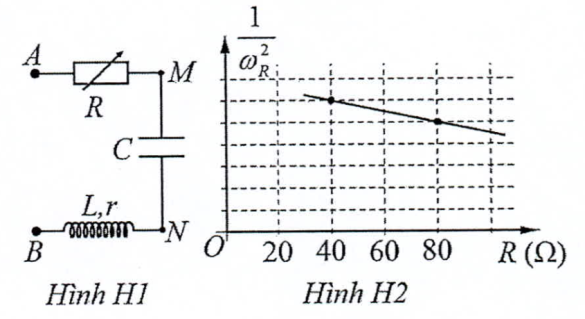 A
R
M
C
L,r
B
N
Hình H1
1
ω_R^2
O
20 40 60 80 R (Ω)
Hình H2